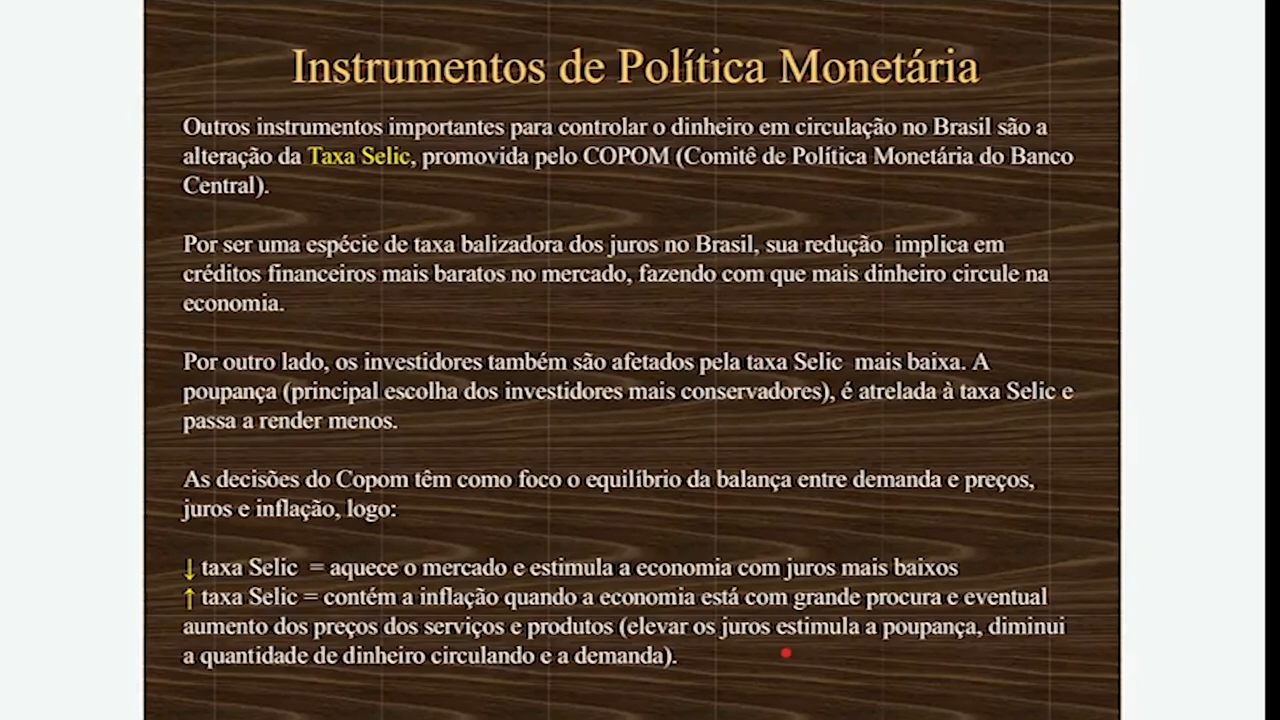 Instrumentos de Política Monetária
Outros instrumentos importantes para controlar o dinheiro em circulação no Brasil são a
alteração da Taxa Selic, promovida pelo COPOM (Comitê de Política Monetária do Banco
Central).
Por ser uma espécie de taxa balizadora dos juros no Brasil, sua redução implica em
créditos financeiros mais baratos no mercado, fazendo com que mais dinheiro circule na
economia.
Por outro lado, os investidores também são afetados pela taxa Selic mais baixa. A
poupança (principal escolha dos investidores mais conservadores), é atrelada à taxa Selic e
passa a render menos.
As decisões do Copom têm como foco o equilíbrio da balança entre demanda e preços,
juros e inflação, logo:
↓ taxa Selic = aquece o mercado e estimula a economia com juros mais baixos
↑ taxa Selic = contém a inflação quando a economia está com grande procura e eventual
aumento dos preços dos serviços e produtos (elevar os juros estimula a poupança, diminui
a quantidade de dinheiro circulando e a demanda).